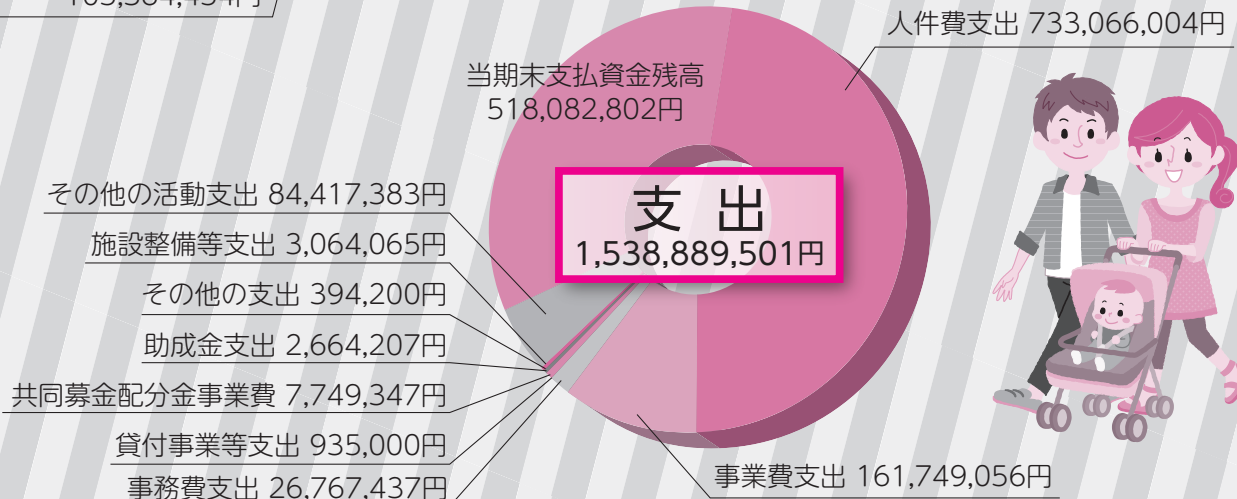 人件費支出 733,066,004円
当期末支払資金残高
518,082,802円
支出
1,538,889,501円
その他の活動支出 84,417,383円
施設整備等支出 3,064,065円
その他の支出 394,200円
助成金支出 2,664,207円
共同募金配分金事業費 7,749,347円
貸付事業等支出 935,000円
事務費支出 26,767,437円
事業費支出 161,749,056円